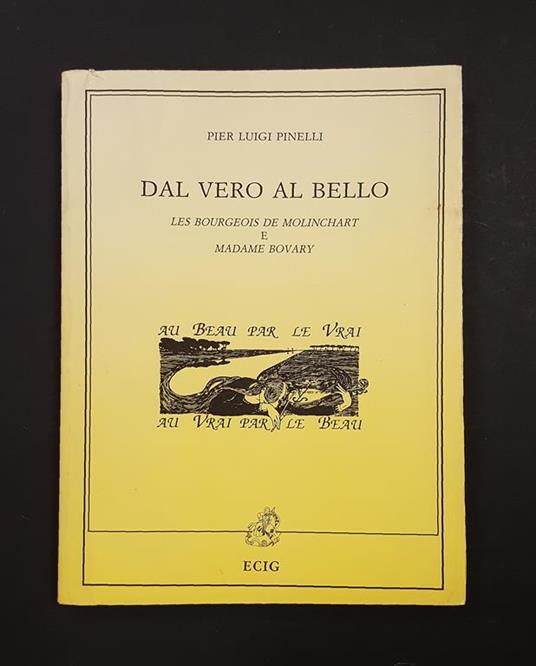 PIER LUIGI PINELLI
DAL VERO AL BELLO
LES BOURGEOIS DE MOLINCHART
E
MADAME BOVARY
AU BEAU PAR LE VRAI
AU VRAI PAR LE BEAU
ECIG